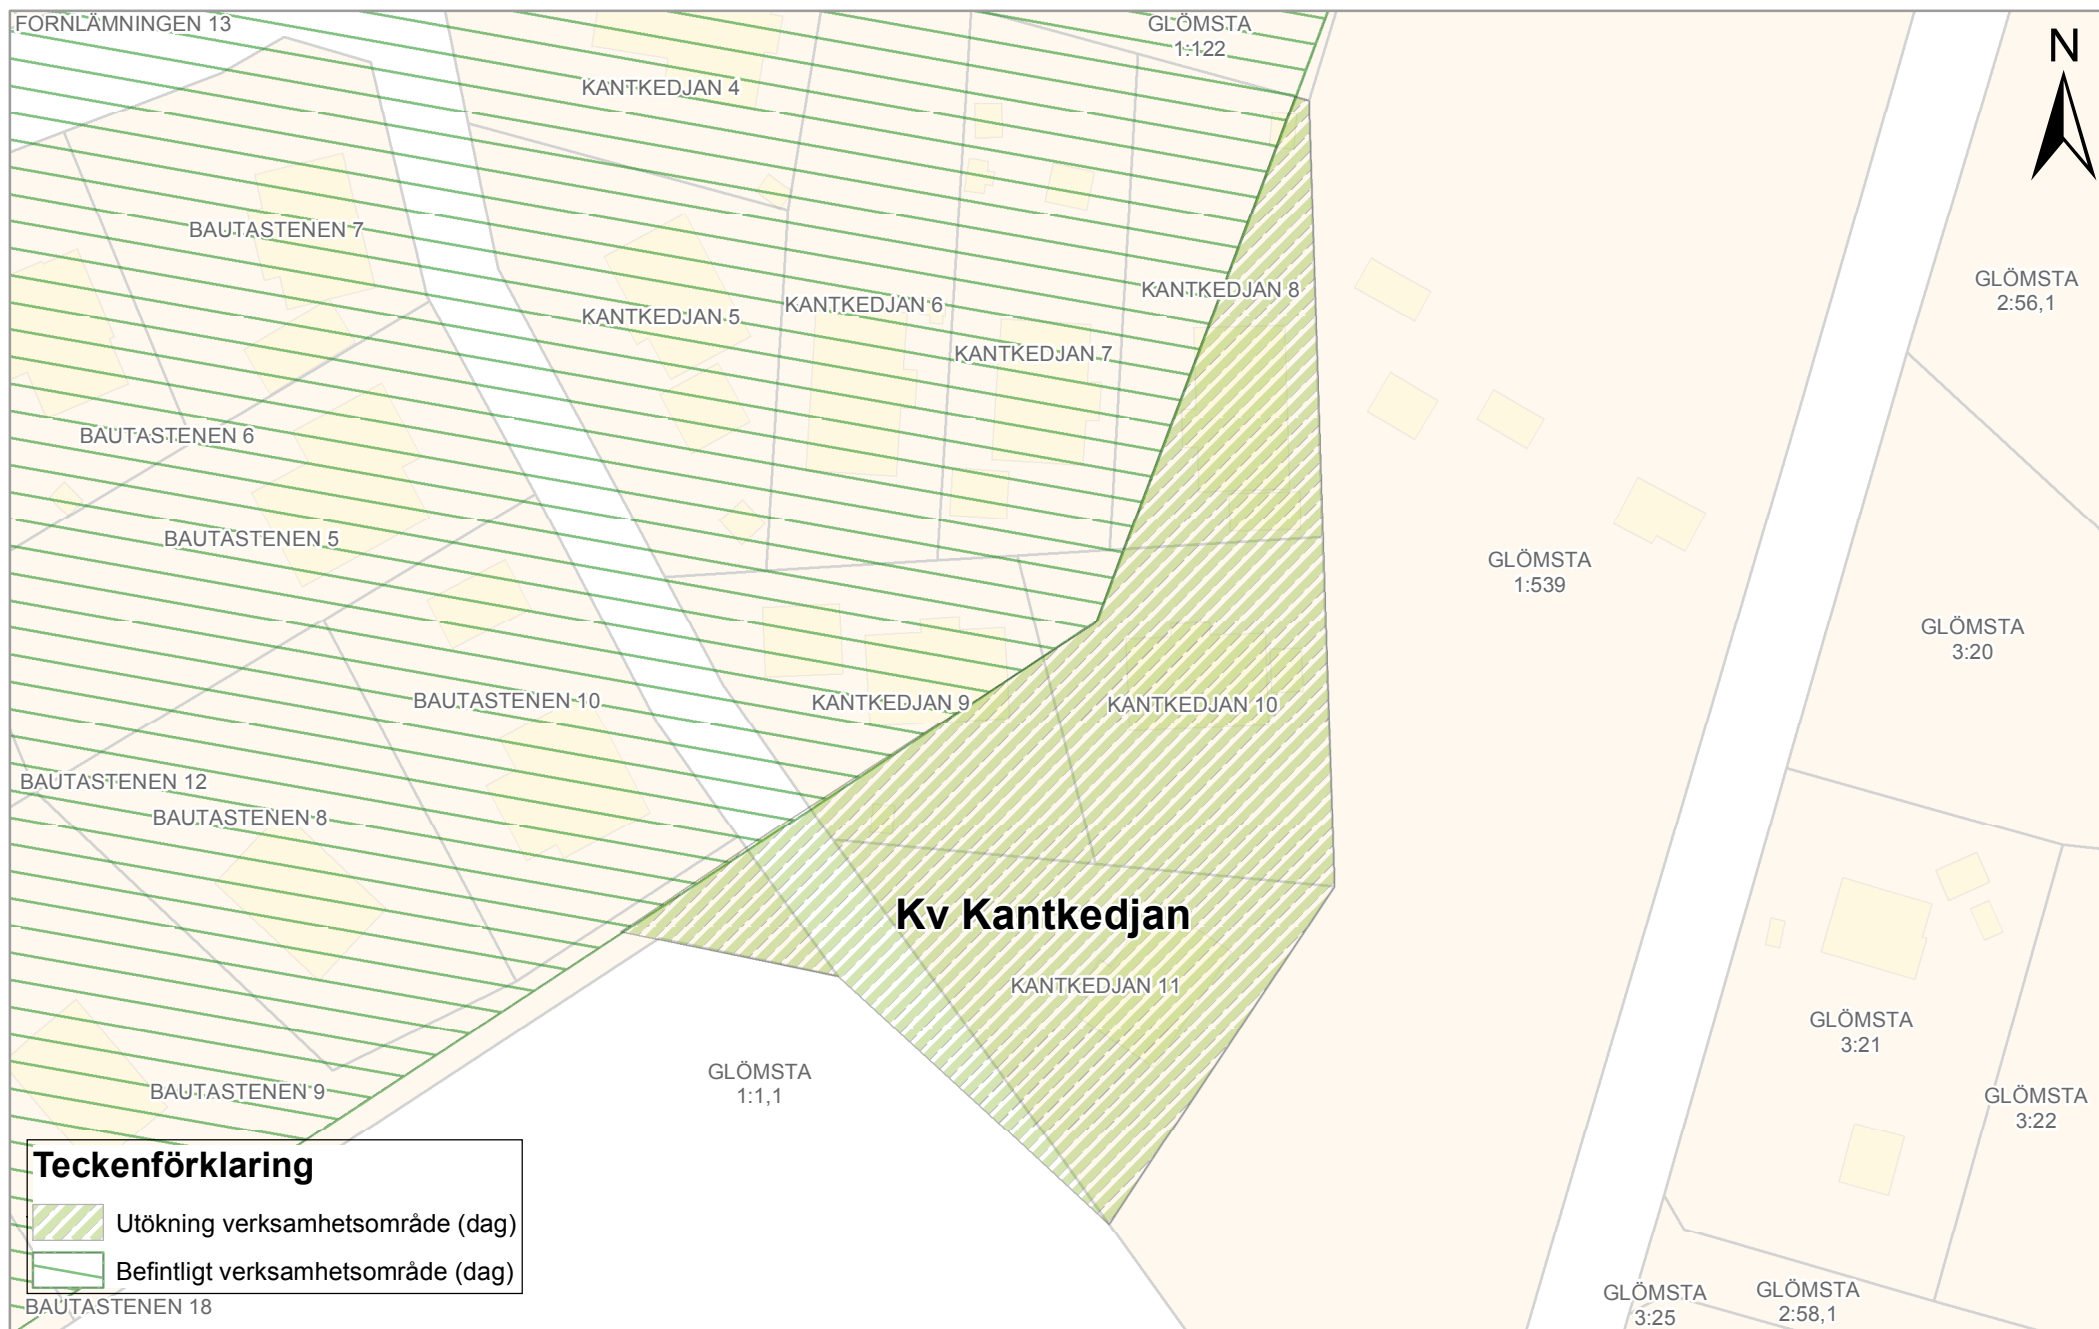 FORNLÄMNINGEN 13
GLÖMSTA
1:122
N
KANTKEDJAN 4
BAUTASTENEN 7
KANTKEDJAN 5
KANTKEDJAN 6
KANTKEDJAN 7
KANTKEDJAN 8
GLÖMSTA
2:56,1
BAUTASTENEN 6
BAUTASTENEN 5
GLÖMSTA
1:539
GLÖMSTA
3:20
BAUTASTENEN 10
KANTKEDJAN 9
KANTKEDJAN 10
BAUTASTENEN 12
BAUTASTENEN 8
Kv Kantkedjan
KANTKEDJAN 11
GLÖMSTA
3:21
GLÖMSTA
1:1,1
BAUTASTENEN 9
GLÖMSTA
3:22
Teckenförklaring
Utökning verksamhetsområde (dag)
Befintligt verksamhetsområde (dag)
BAUTASTENEN 18
GLÖMSTA
3:25
GLÖMSTA
2:58,1